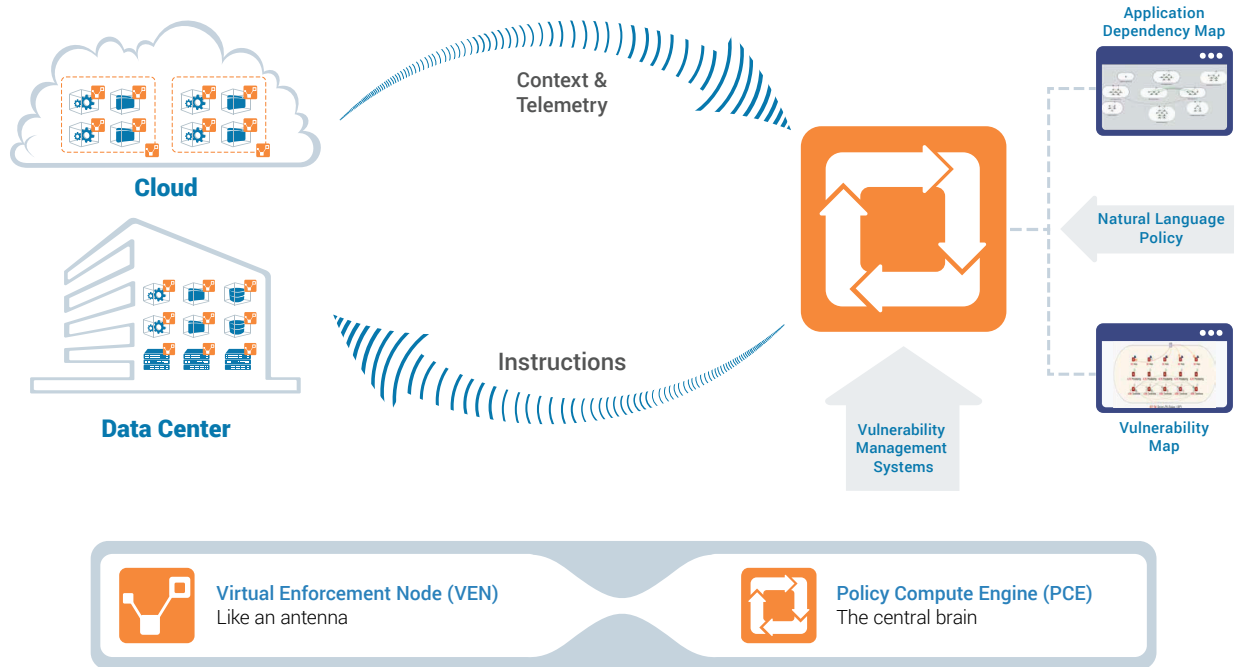 Application
Dependency Map
Context &
Telemetry
Cloud
Natural Language
Policy
Instructions
Data Center
Vulnerability
Management
Systems
Vulnerability
Map
Virtual Enforcement Node (VEN)
Like an antenna
Policy Compute Engine (PCE)
The central brain